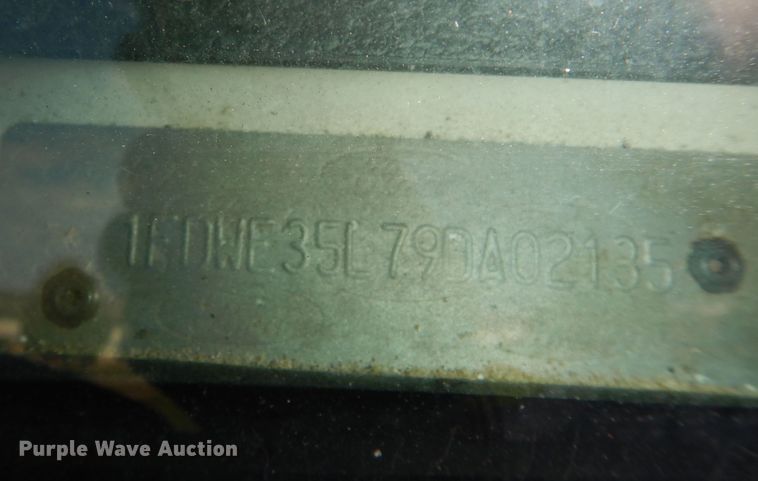 1FDWE35L79DA02135
Purple Wave Auction